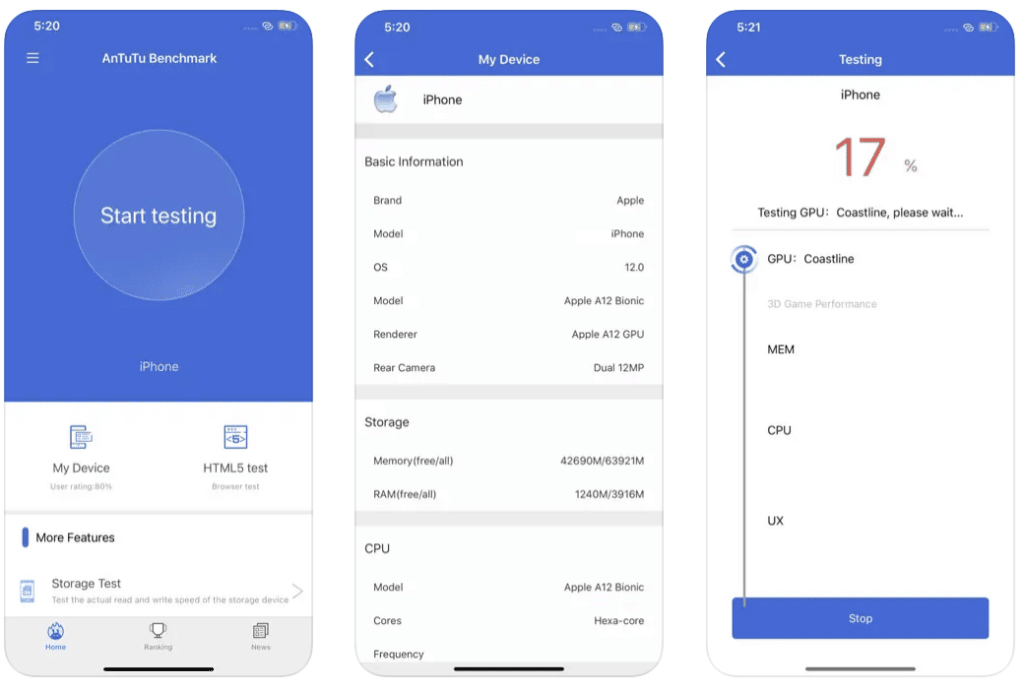 5:20
AnTuTu Benchmark
Start testing
iPhone
My Device
User rating:80%
HTML5 test
Browser test
More Features
Storage Test
Test the actual read and write speed of the storage device
Home
Ranking
News
5:20
My Device
iPhone
Basic Information
Brand Apple
Model iPhone
OS 12.0
Model Apple A12 Bionic
Renderer Apple A12 GPU
Rear Camera Dual 12MP
Storage
Memory(free/all) 42690M/63921M
RAM(free/all) 1240M/3916M
CPU
Model Apple A12 Bionic
Cores Hexa-core
Frequency
5:21
Testing
iPhone
17 %
Testing GPU: Coastline, please wait...
GPU: Coastline
3D Game Performance
MEM
CPU
UX
Stop